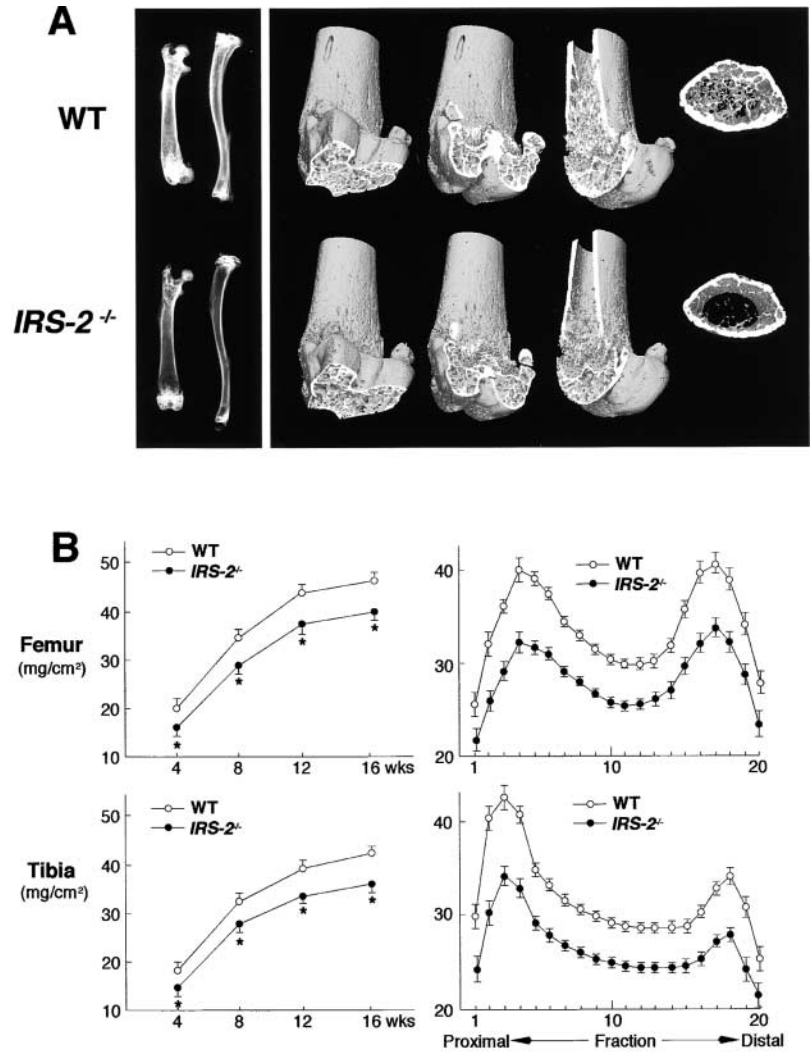 A
WT
IRS-2 -/-
B
50
40
30
20
10
Femur
(mg/cm²)
WT
IRS-2-/-
*
*
*
*
4 8 12 16 wks
40
30
20
WT
IRS-2-/-
1 10 20
50
40
30
20
10
Tibia
(mg/cm²)
WT
IRS-2-/-
*
*
*
*
4 8 12 16 wks
40
30
20
WT
IRS-2-/-
1 10 20
Proximal Fraction Distal